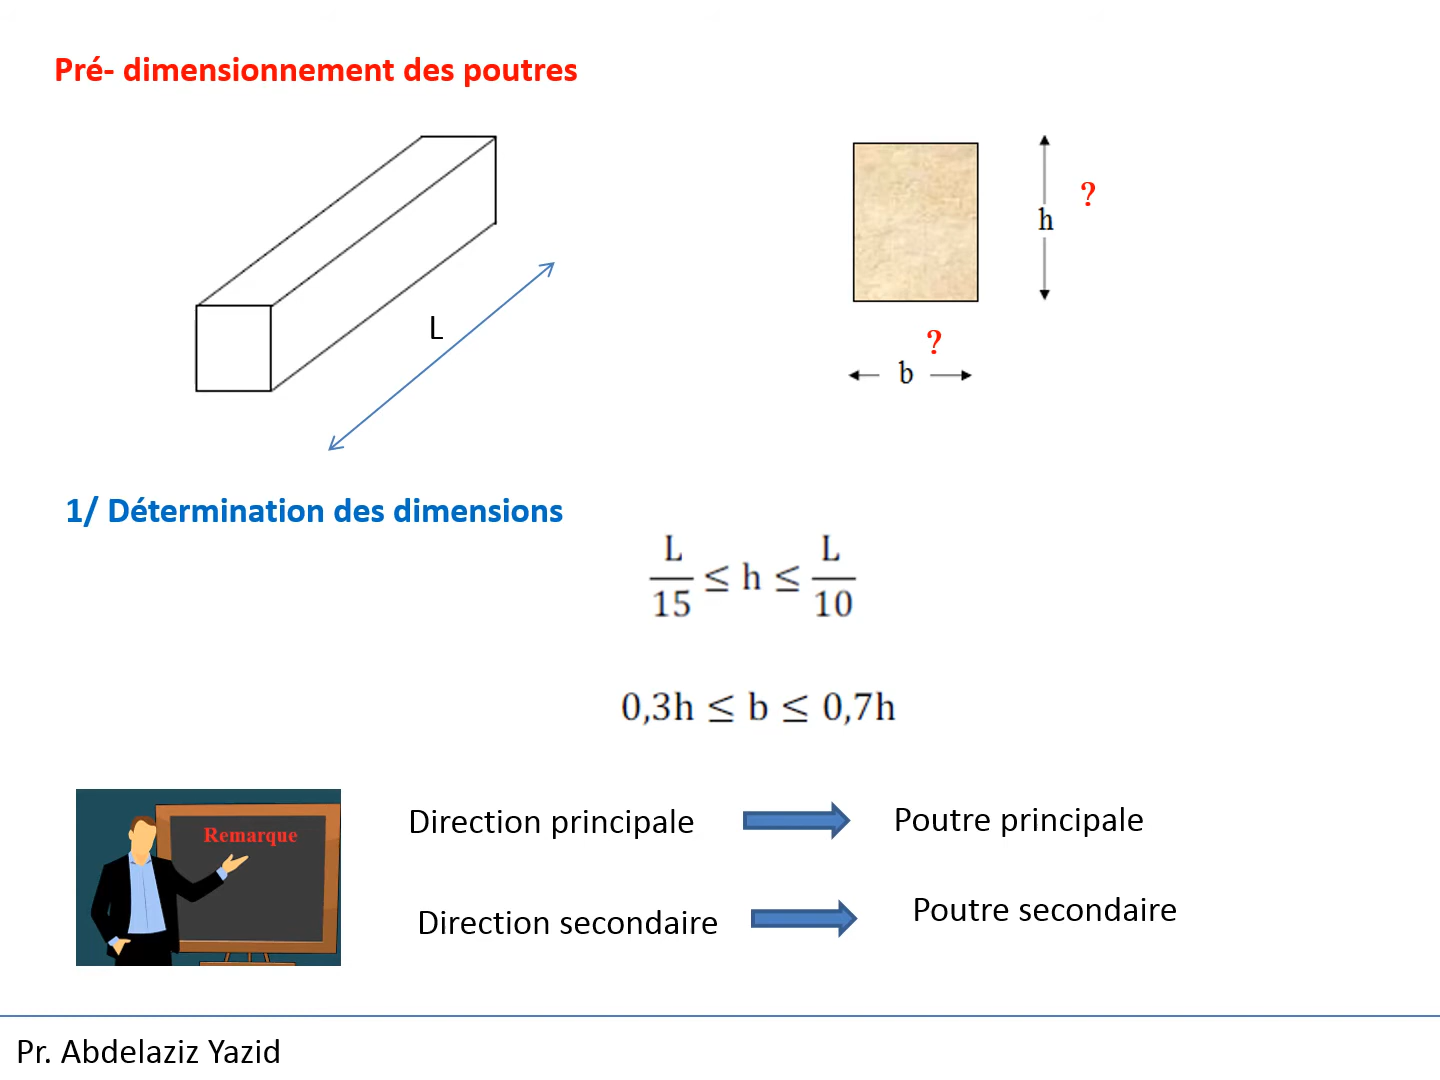 Pré- dimensionnement des poutres
?
h
L
?
b
1/ Détermination des dimensions
L/15 ≤ h ≤ L/10
0,3h ≤ b ≤ 0,7h
Remarque
Direction principale
Poutre principale
Direction secondaire
Poutre secondaire
Pr. Abdelaziz Yazid